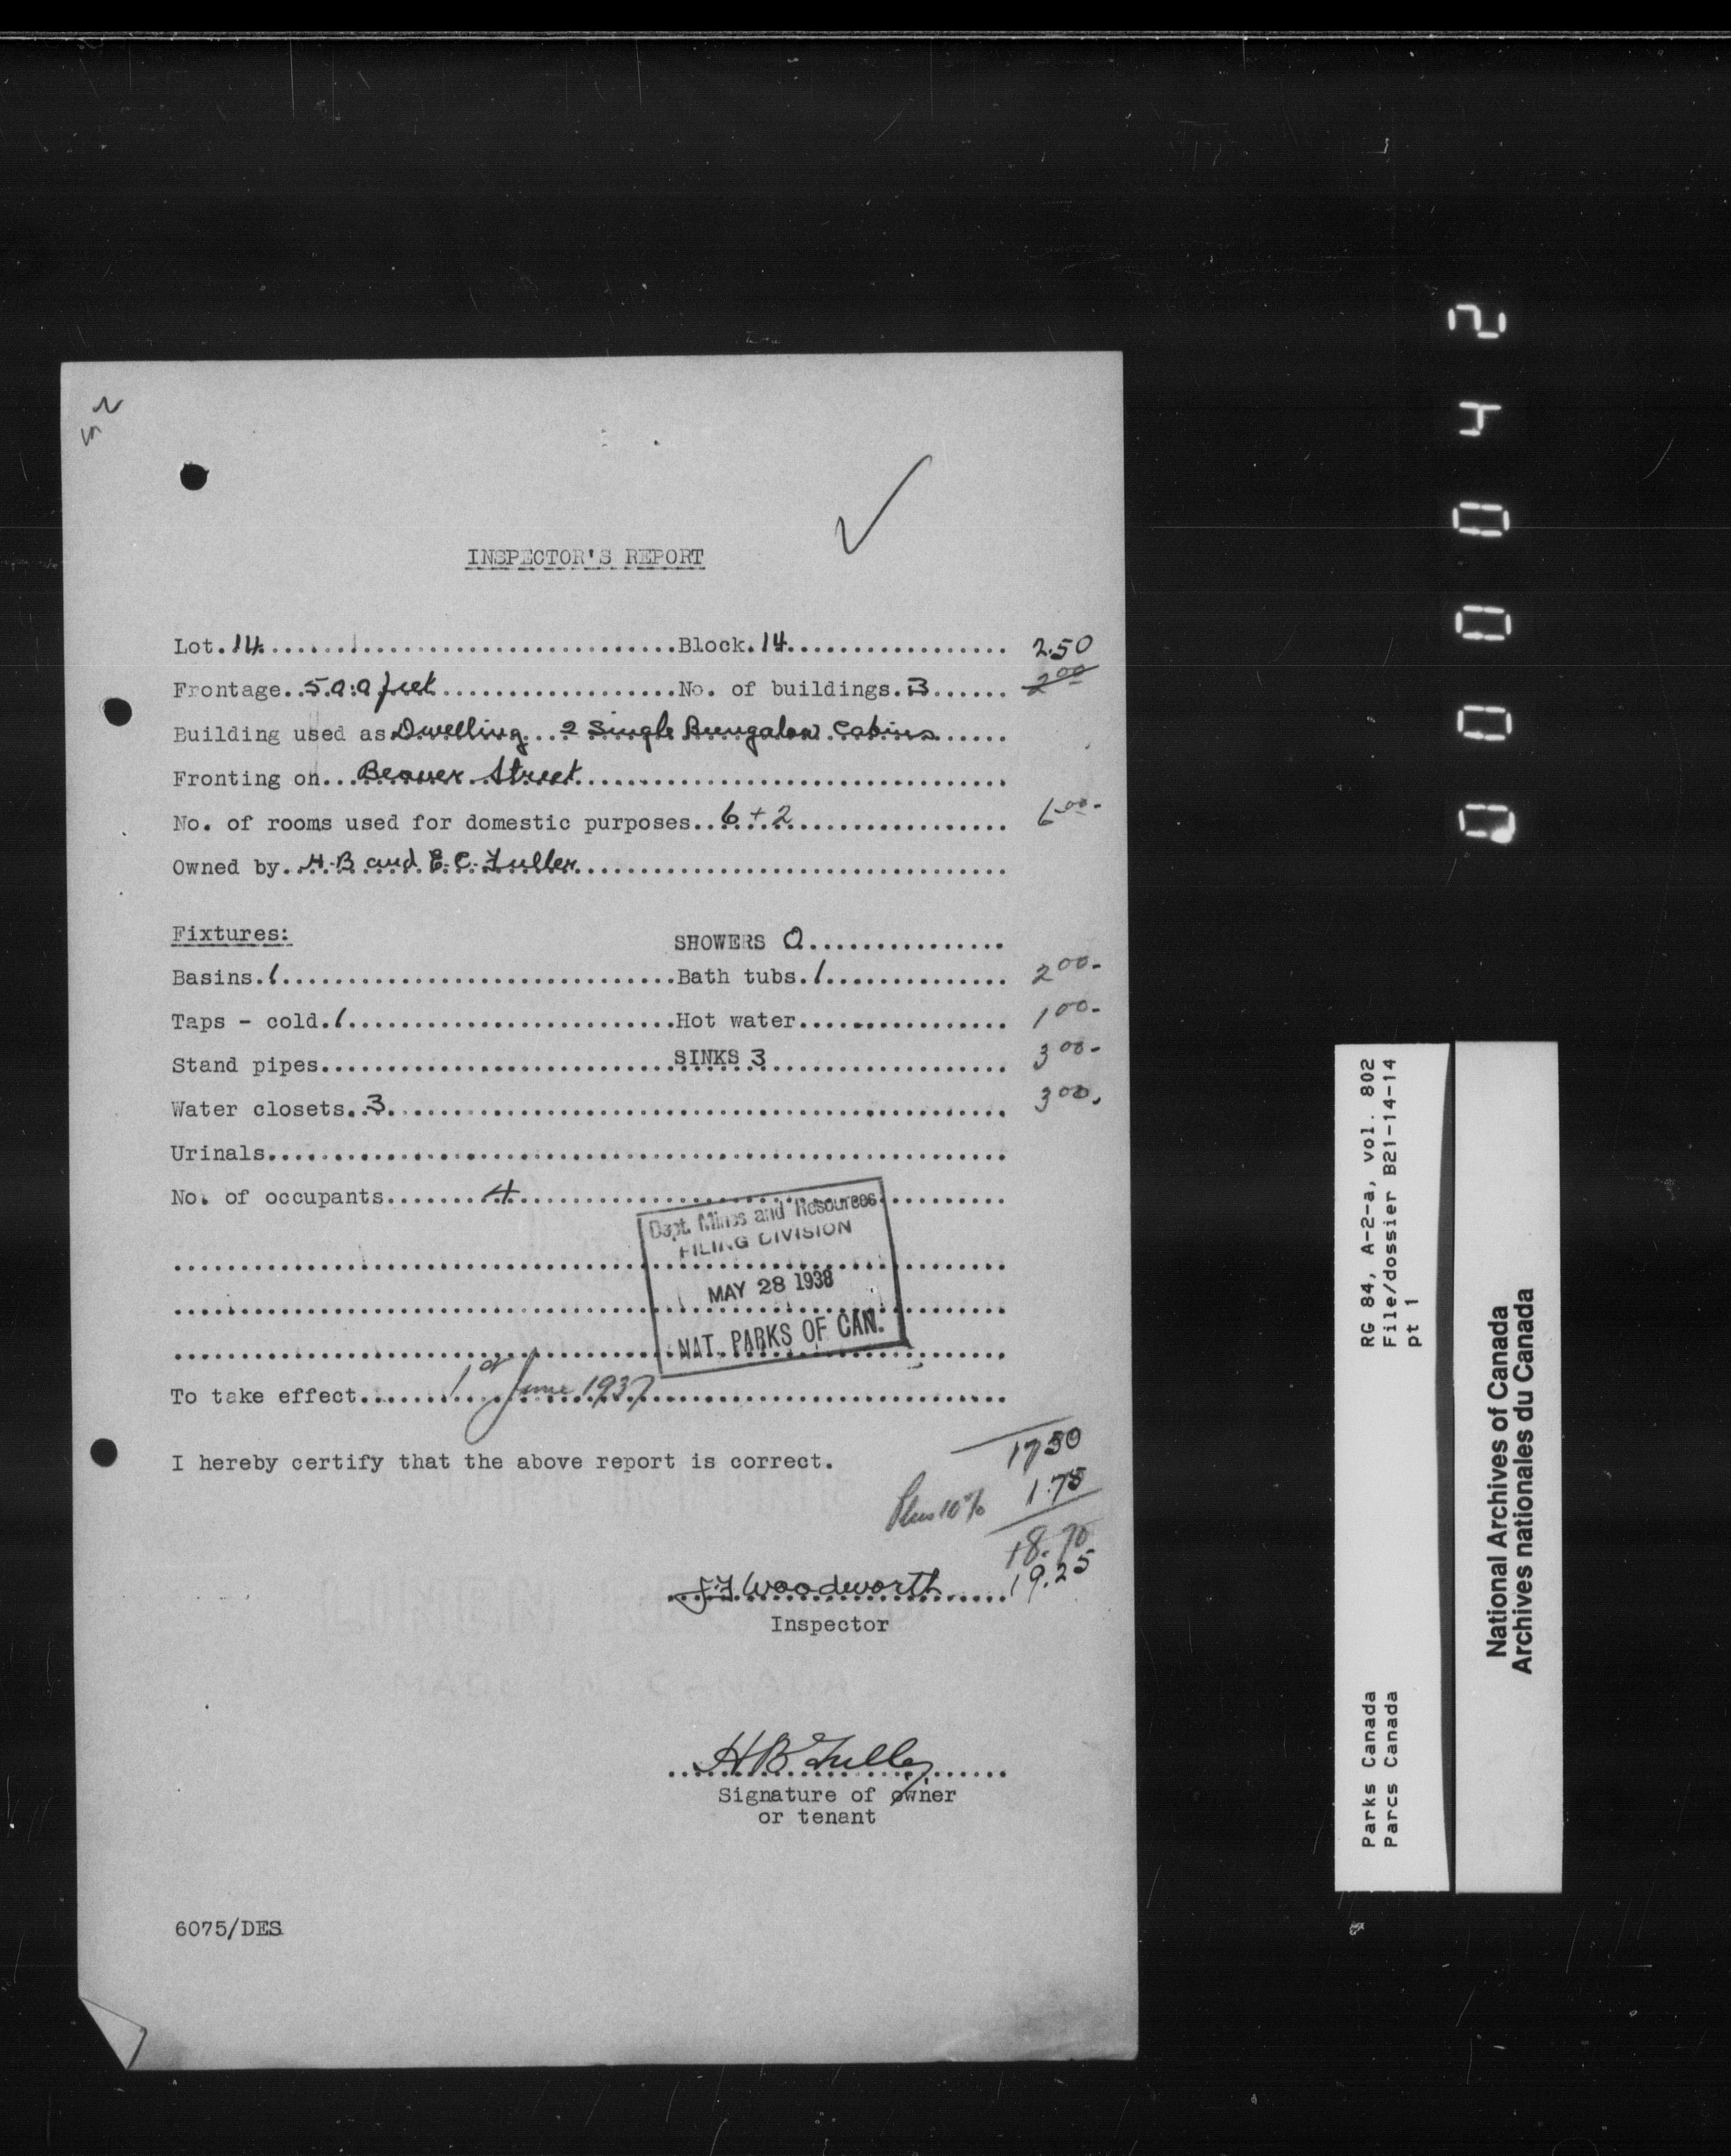 52
INSPECTOR'S REPORT
Lot.14..................................Block.14................. 2.50
Frontage..50.0 feet..................No. of buildings.3...... 2 00
Building used as Dwelling...2 Single Bungalow Cabins.....
Fronting on...Beaver Street................................
No. of rooms used for domestic purposes..6 + 2................ 6 00-
Owned by. H.B and E.C. Fuller................................
Fixtures:
SHOWERS 0...............
Basins.1..............................Bath tubs.1.............. 2 00-
Taps - cold.1.........................Hot water................ 1 00-
Stand pipes...........................SINKS 3.................. 3 00-
Water closets..3............................................... 3 00.
Urinals........................................................
No. of occupants.......4.....................................
Dept. Mines and Resources
FILING DIVISION
MAY 28 1938
NAT. PARKS OF CAN.
To take effect.......1st June 1937...........................
I hereby certify that the above report is correct.
17 50
Plus 10% 1.75
18.70
19.25
J.F. Woodworth
Inspector
H B Fuller
Signature of owner
or tenant
6075/DES
RG 84, A-2-a, vol. 802
File/dossier B21-14-14
pt 1
Parks Canada
Parcs Canada
National Archives of Canada
Archives nationales du Canada